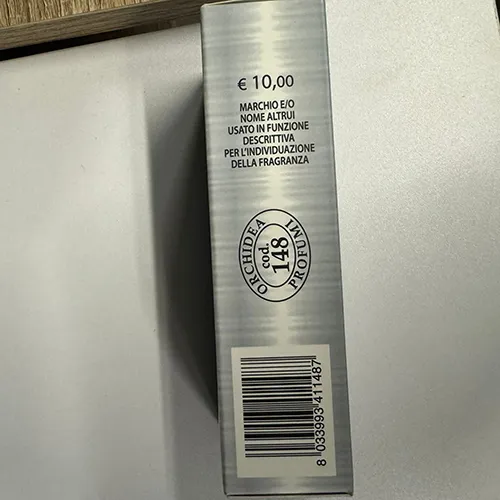 € 10,00
MARCHIO E/O
NOME ALTRUI
USATO IN FUNZIONE
DESCRITTIVA
PER L'INDIVIDUAZIONE
DELLA FRAGRANZA
ORCHIDEA
cod.
148
PROFUMI
8 033993 411487